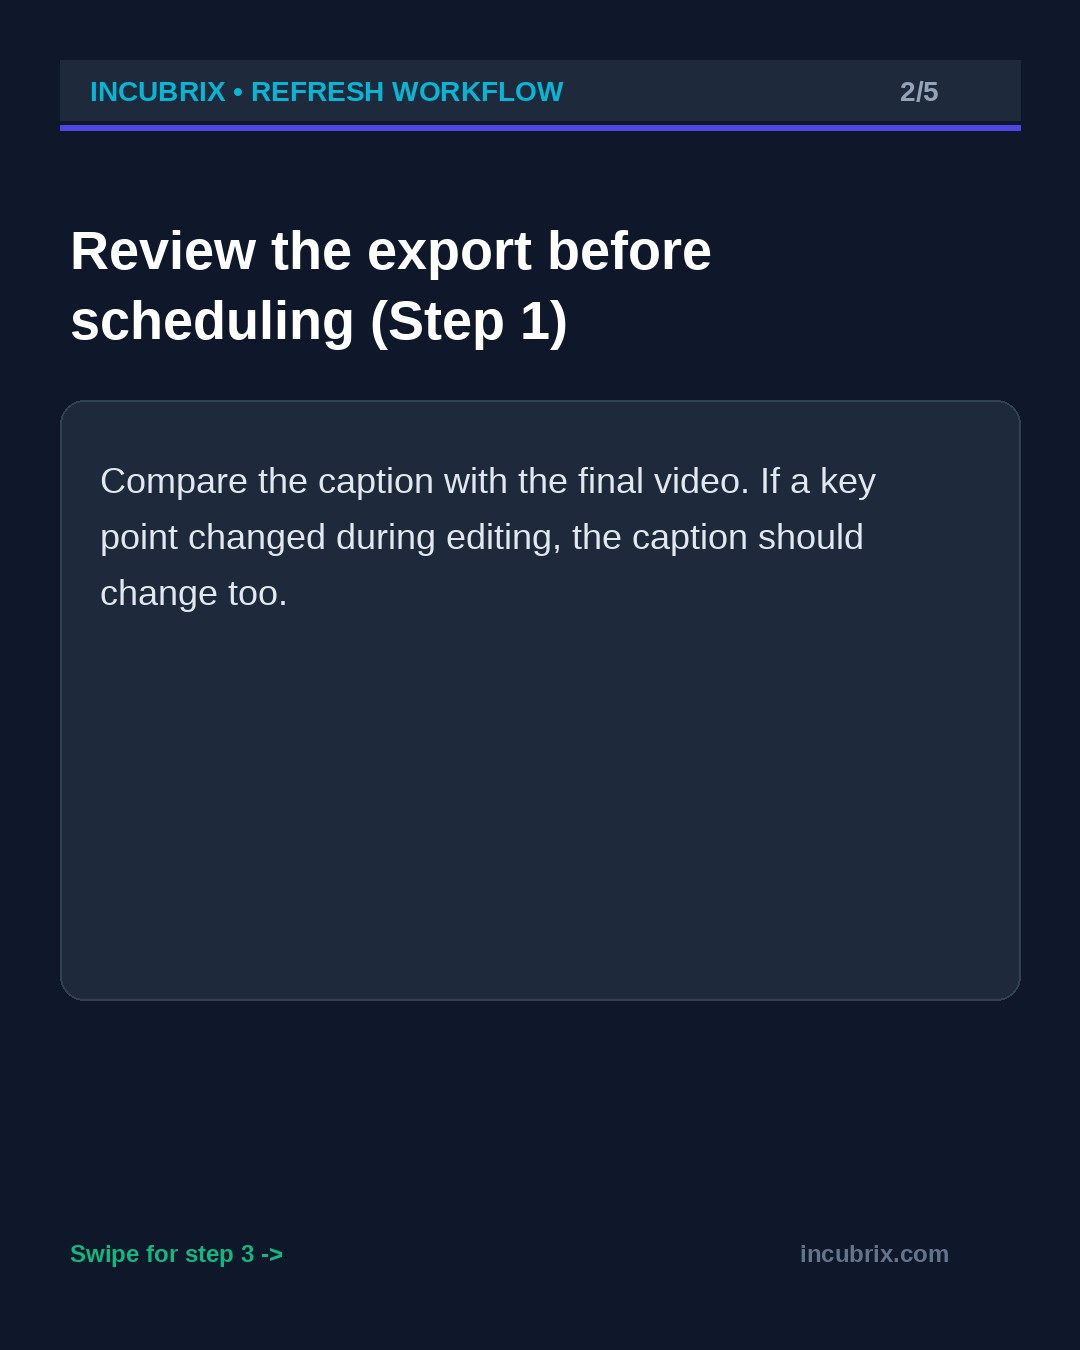 INCUBRIX • REFRESH WORKFLOW 2/5
Review the export before
scheduling (Step 1)
Compare the caption with the final video. If a key
point changed during editing, the caption should
change too.
Swipe for step 3 -> incubrix.com